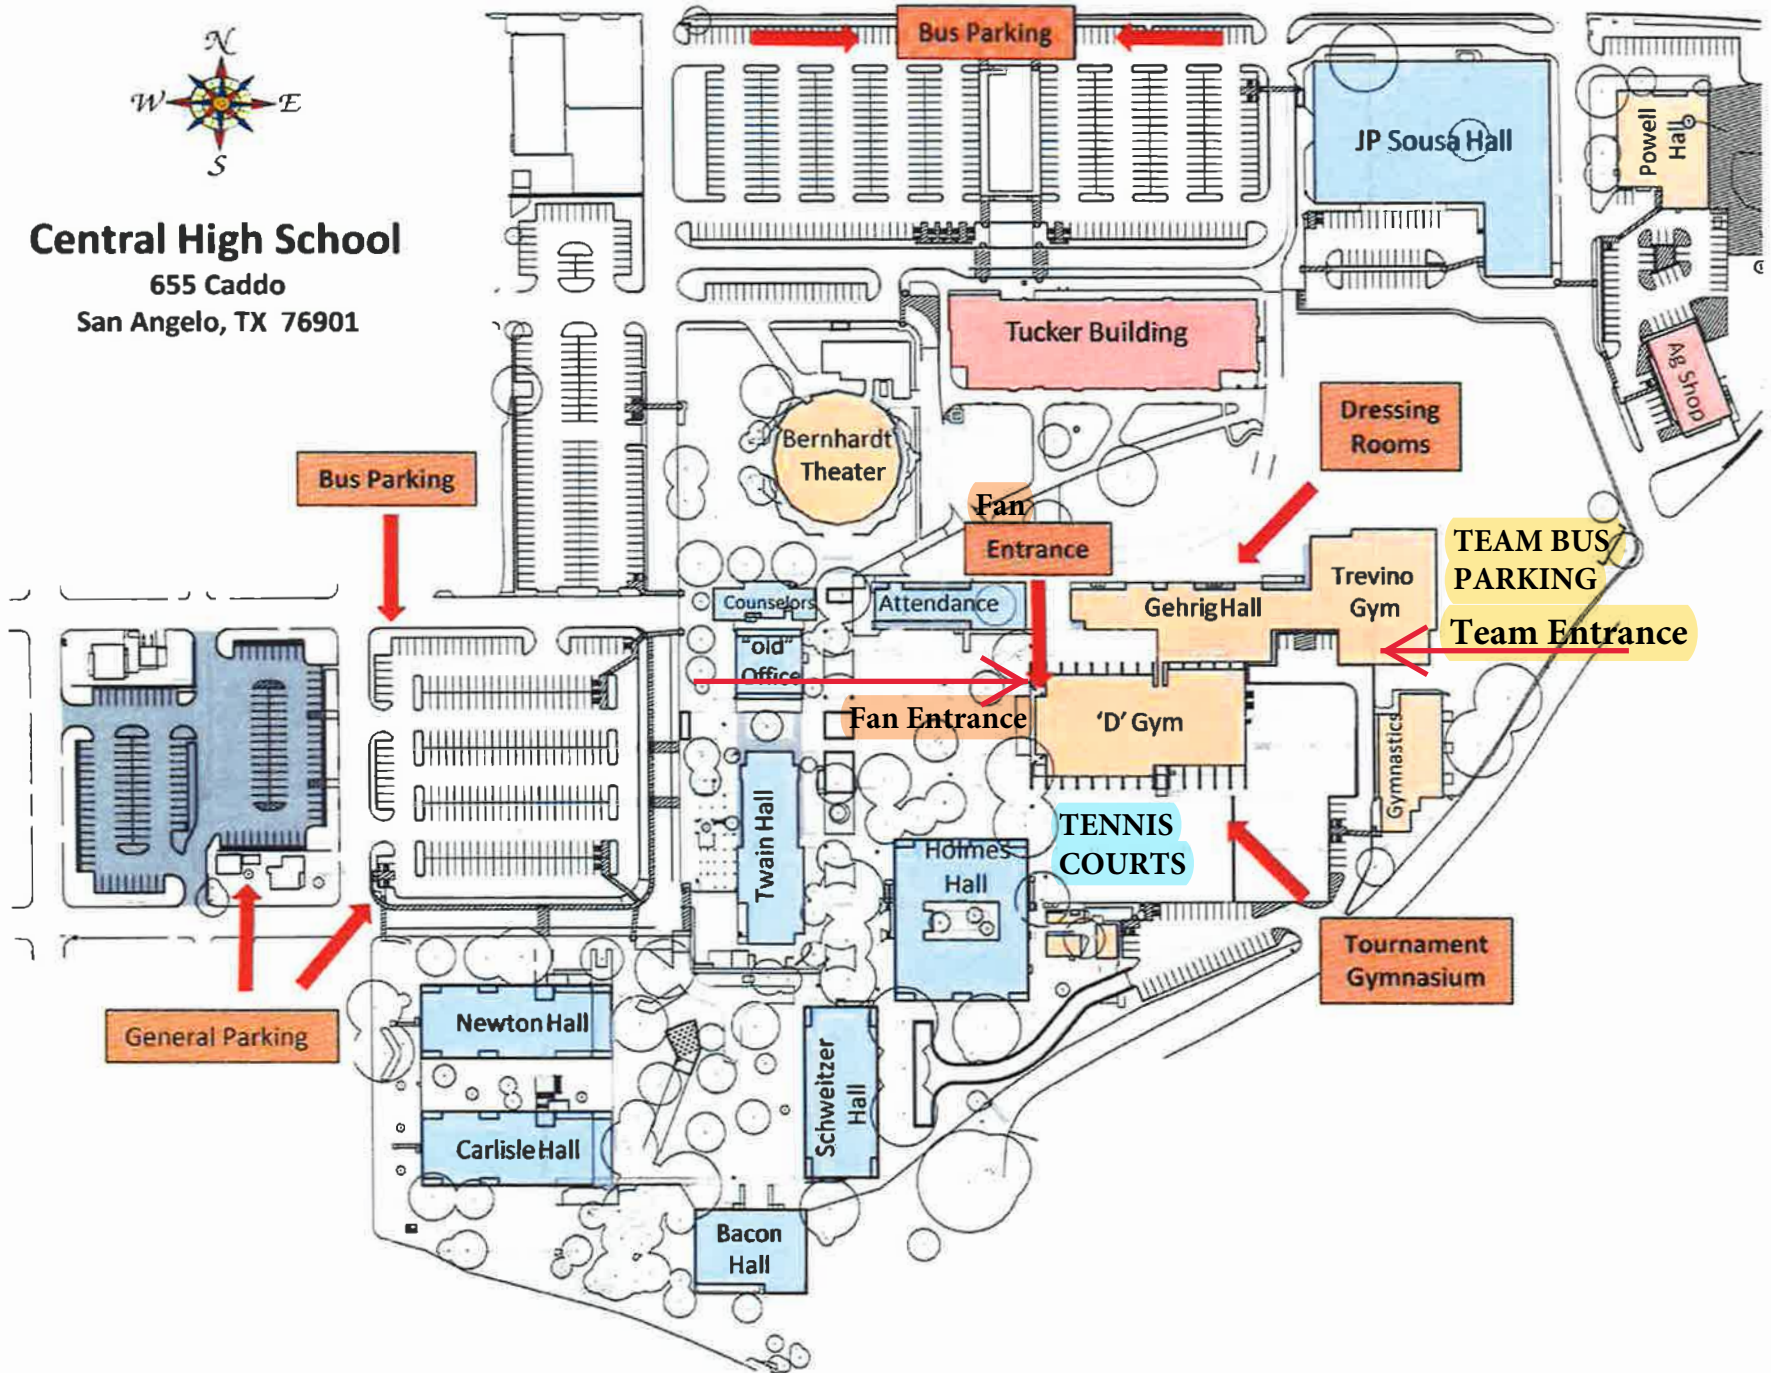 N
W E
S
Central High School
655 Caddo
San Angelo, TX 76901
Bus Parking
JP Sousa Hall
Powell
Hall
Tucker Building
Ag Shop
Dressing
Rooms
Bernhardt
Theater
Bus Parking
Fan
Entrance
TEAM BUS
PARKING
Trevino
Gym
Gehrig Hall
Team Entrance
Counselors
Attendance
"old"
Office
Fan Entrance
'D' Gym
Gymnastics
Twain Hall
TENNIS
COURTS
Holmes
Hall
Tournament
Gymnasium
General Parking
Newton Hall
Schweitzer
Hall
Carlisle Hall
Bacon
Hall